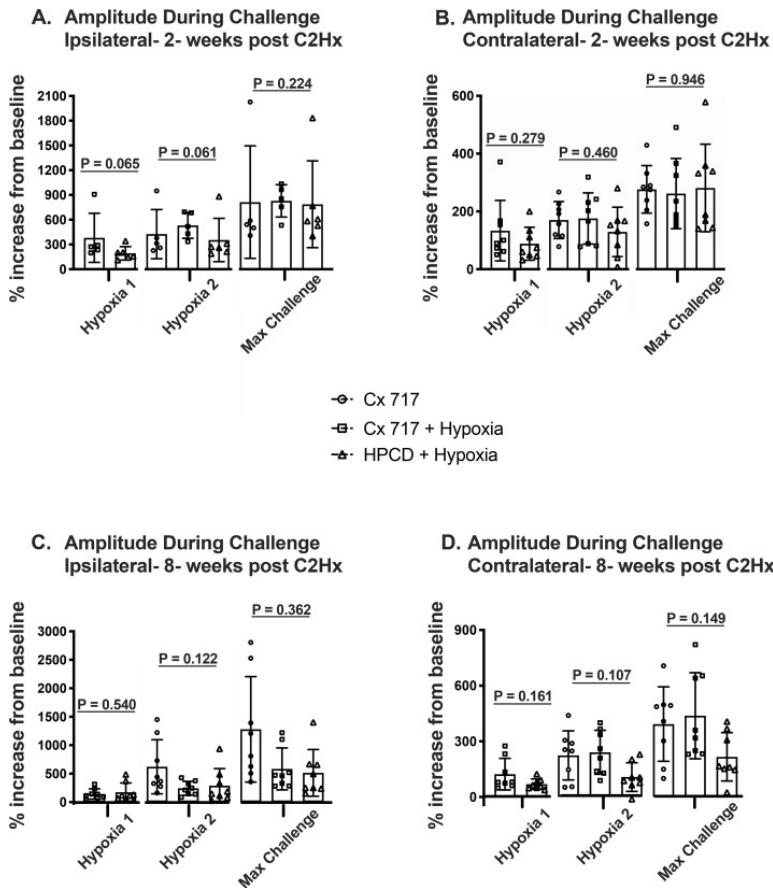 A. Amplitude During Challenge
Ipsilateral- 2- weeks post C2Hx
% increase from baseline
2100
1800
1500
1200
900
600
300
0
P = 0.065
P = 0.061
P = 0.224
Hypoxia 1
Hypoxia 2
Max Challenge
B. Amplitude During Challenge
Contralateral- 2- weeks post C2Hx
% increase from baseline
600
400
200
0
P = 0.279
P = 0.460
P = 0.946
Hypoxia 1
Hypoxia 2
Max Challenge
Cx 717
Cx 717 + Hypoxia
HPCD + Hypoxia
C. Amplitude During Challenge
Ipsilateral- 8- weeks post C2Hx
% increase from baseline
3000
2500
2000
1500
1000
500
0
P = 0.540
P = 0.122
P = 0.362
Hypoxia 1
Hypoxia 2
Max Challenge
D. Amplitude During Challenge
Contralateral- 8- weeks post C2Hx
% increase from baseline
900
600
300
0
P = 0.161
P = 0.107
P = 0.149
Hypoxia 1
Hypoxia 2
Max Challenge